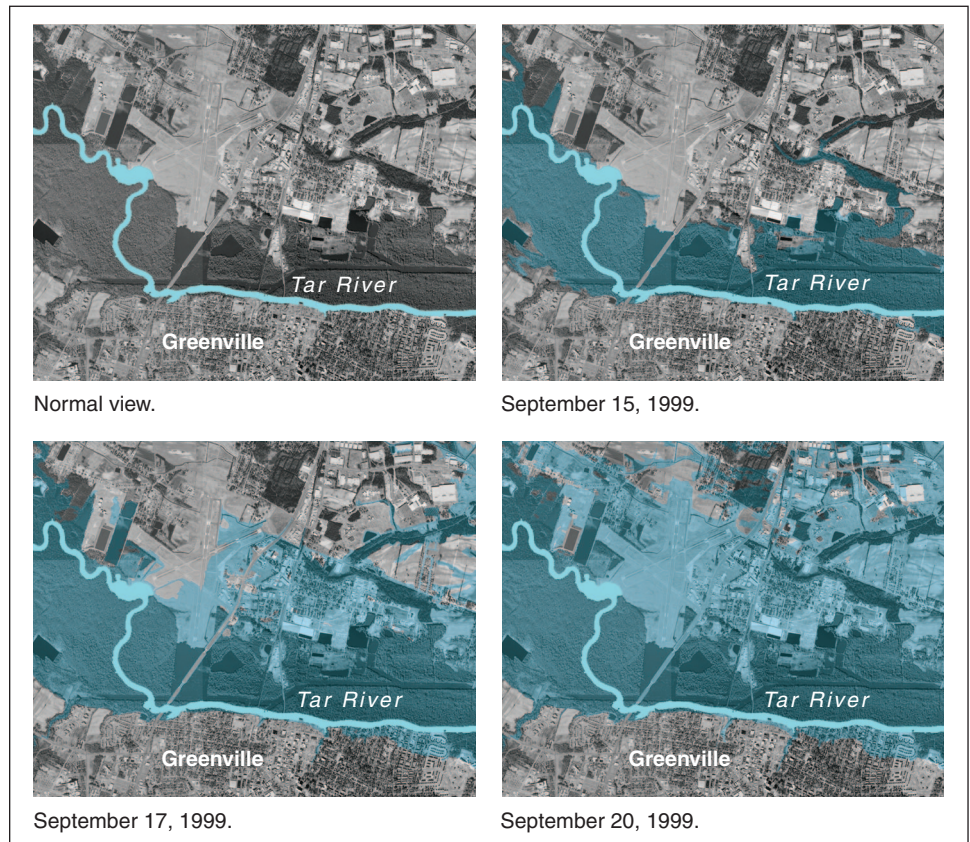 Tar River
Greenville
Normal view.
Tar River
Greenville
September 15, 1999.
Tar River
Greenville
September 17, 1999.
Tar River
Greenville
September 20, 1999.